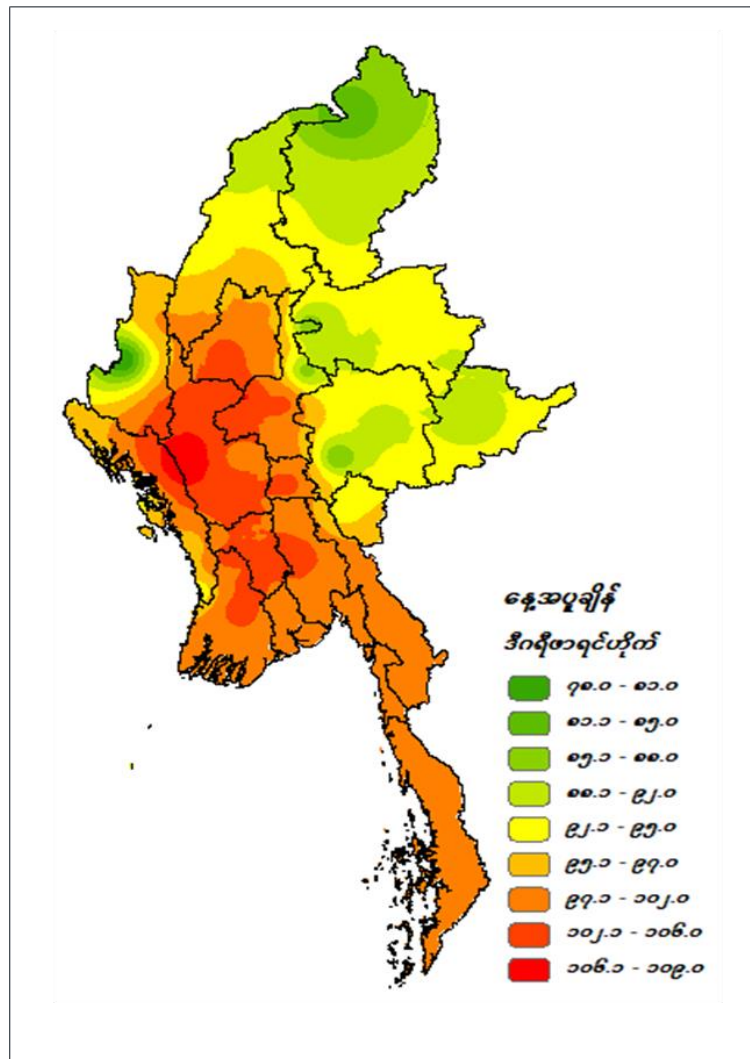 နေ့အပူချိန်
ဒီဂရီဖာရင်ဟိုက်
၇၈.၀ - ၈၁.၀
၈၁.၁ - ၈၅.၀
၈၅.၁ - ၈၈.၀
၈၈.၁ - ၉၂.၀
၉၂.၁ - ၉၅.၀
၉၅.၁ - ၉၇.၀
၉၇.၁ - ၁၀၂.၀
၁၀၂.၁ - ၁၀၆.၀
၁၀၆.၁ - ၁၀၉.၀